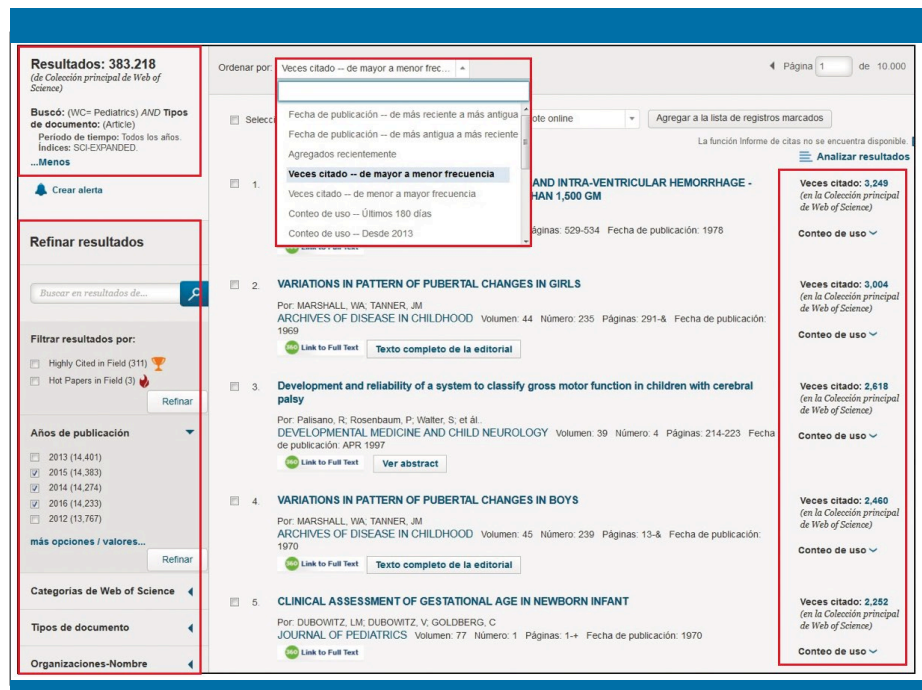 Resultados: 383.218
(de Colección principal de Web of
Science)
Buscó: (WC= Pediatrics) AND Tipos
de documento: (Article)
Período de tiempo: Todos los años.
Índices: SCI-EXPANDED.
...Menos
Crear alerta
Refinar resultados
Buscar en resultados de...
Filtrar resultados por:
Highly Cited in Field (311)
Hot Papers in Field (3)
Refinar
Años de publicación
2013 (14,401)
2015 (14,383)
2014 (14,274)
2016 (14,233)
2012 (13,767)
más opciones / valores...
Refinar
Categorías de Web of Science
Tipos de documento
Organizaciones-Nombre
Ordenar por: Veces citado -- de mayor a menor frec...
Página 1 de 10.000
Fecha de publicación -- de más reciente a más antigua
Fecha de publicación -- de más antigua a más reciente
Agregados recientemente
Veces citado -- de mayor a menor frecuencia
Veces citado -- de menor a mayor frecuencia
Conteo de uso -- Últimos 180 días
Conteo de uso -- Desde 2013
Selecci
ote online
Agregar a la lista de registros marcados
La función Informe de citas no se encuentra disponible.
Analizar resultados
1.
AND INTRA-VENTRICULAR HEMORRHAGE -
HAN 1,500 GM
áginas: 529-534 Fecha de publicación: 1978
Link to Full Text
Veces citado: 3,249
(en la Colección principal
de Web of Science)
Conteo de uso
2. VARIATIONS IN PATTERN OF PUBERTAL CHANGES IN GIRLS
Por: MARSHALL, WA; TANNER, JM
ARCHIVES OF DISEASE IN CHILDHOOD Volumen: 44 Número: 235 Páginas: 291-& Fecha de publicación:
1969
360 Link to Full Text Texto completo de la editorial
Veces citado: 3,004
(en la Colección principal
de Web of Science)
Conteo de uso
3. Development and reliability of a system to classify gross motor function in children with cerebral
palsy
Por: Palisano, R; Rosenbaum, P; Walter, S; et ál..
DEVELOPMENTAL MEDICINE AND CHILD NEUROLOGY Volumen: 39 Número: 4 Páginas: 214-223 Fecha
de publicación: APR 1997
360 Link to Full Text Ver abstract
Veces citado: 2,618
(en la Colección principal
de Web of Science)
Conteo de uso
4. VARIATIONS IN PATTERN OF PUBERTAL CHANGES IN BOYS
Por: MARSHALL, WA; TANNER, JM
ARCHIVES OF DISEASE IN CHILDHOOD Volumen: 45 Número: 239 Páginas: 13-& Fecha de publicación:
1970
360 Link to Full Text Texto completo de la editorial
Veces citado: 2,460
(en la Colección principal
de Web of Science)
Conteo de uso
5. CLINICAL ASSESSMENT OF GESTATIONAL AGE IN NEWBORN INFANT
Por: DUBOWITZ, LM; DUBOWITZ, V; GOLDBERG, C
JOURNAL OF PEDIATRICS Volumen: 77 Número: 1 Páginas: 1-+ Fecha de publicación: 1970
360 Link to Full Text
Veces citado: 2,252
(en la Colección principal
de Web of Science)
Conteo de uso